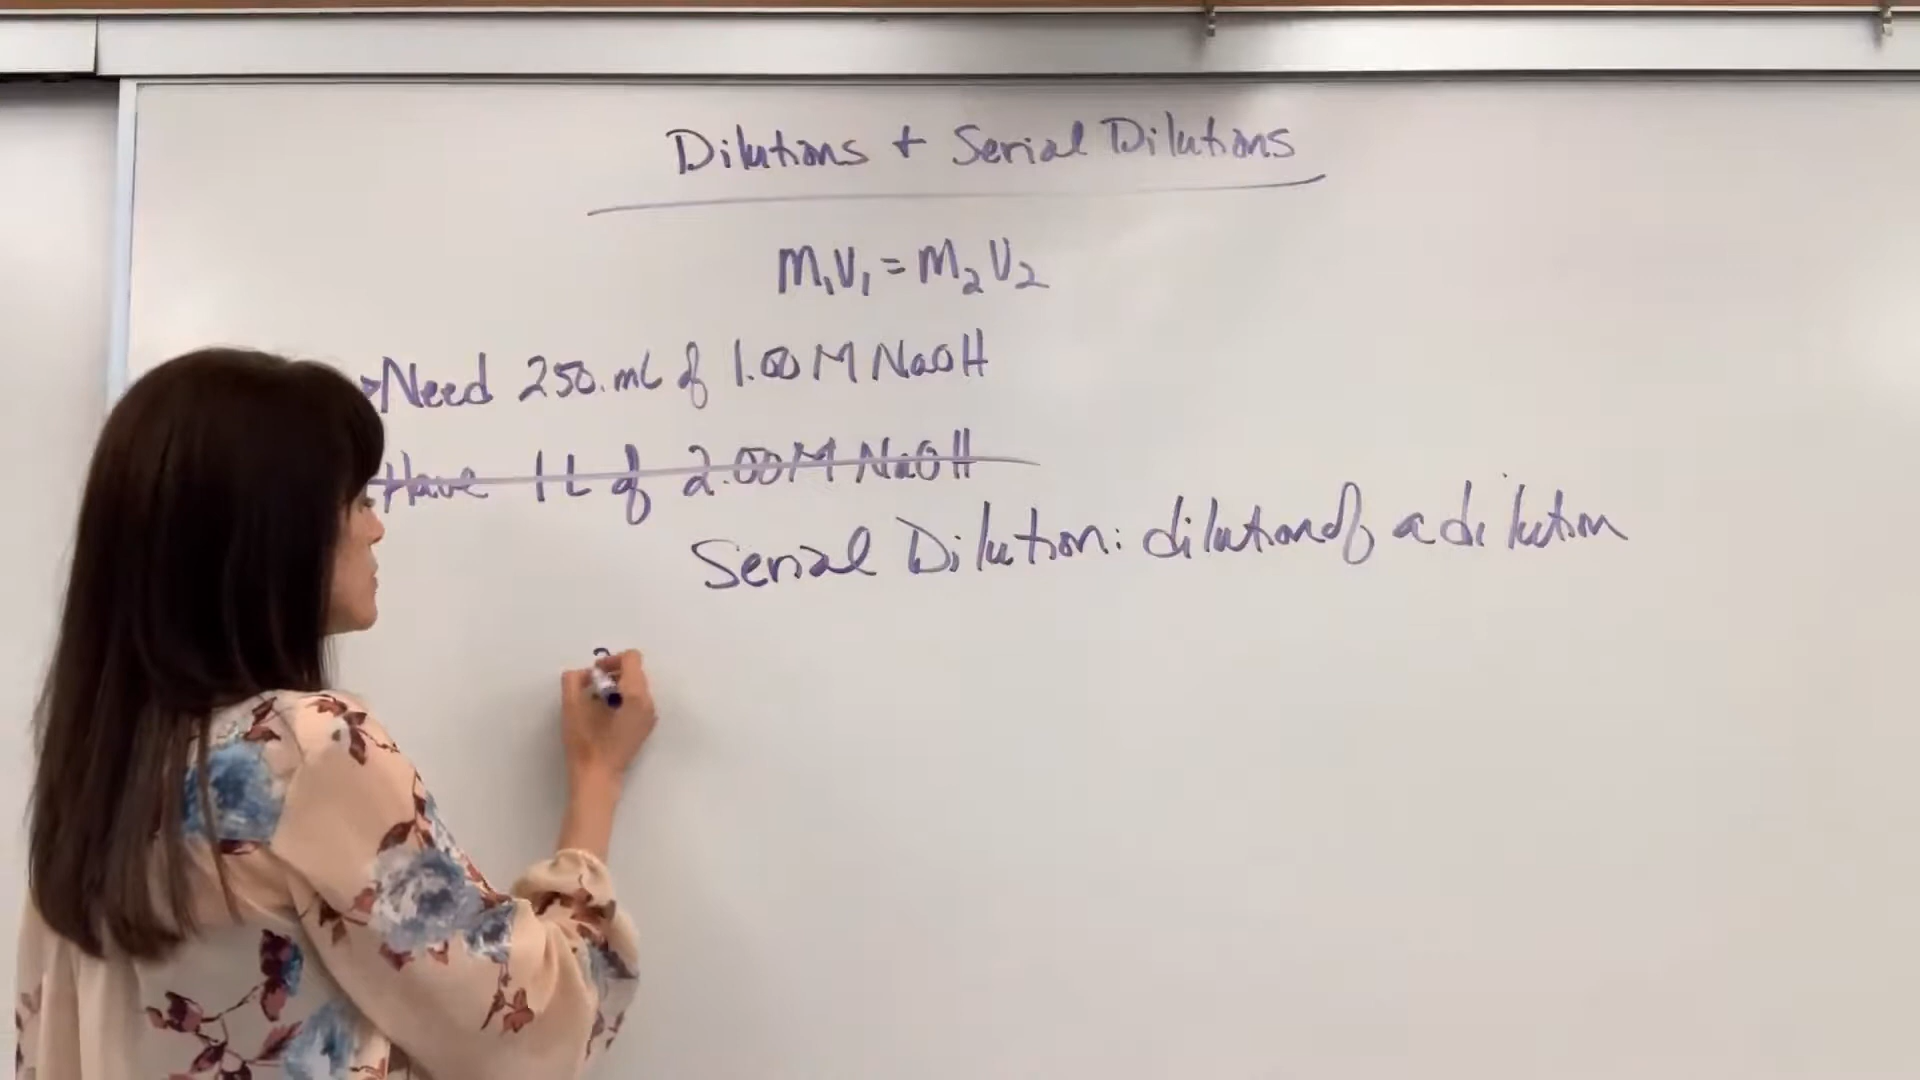 Dilutions + Serial Dilutions
M₁V₁ = M₂V₂
Need 250. mL of 1.00 M NaOH
Have 1 L of 2.00 M NaOH
Serial Dilution: dilution of a dilution